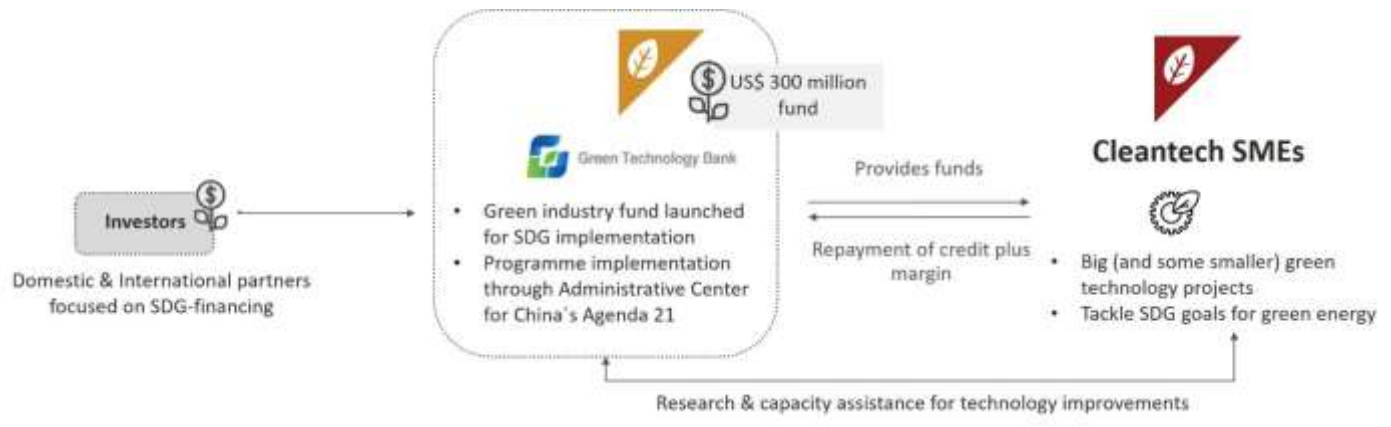 Investors
Domestic & International partners
focused on SDG-financing
US$ 300 million
fund
Green Technology Bank
• Green industry fund launched
for SDG implementation
• Programme implementation
through Administrative Center
for China´s Agenda 21
Provides funds
Repayment of credit plus
margin
Cleantech SMEs
• Big (and some smaller) green
technology projects
• Tackle SDG goals for green energy
Research & capacity assistance for technology improvements